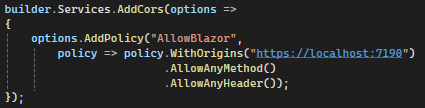 builder.Services.AddCors(options =>
{
    options.AddPolicy("AllowBlazor",
        policy => policy.WithOrigins("https://localhost:7190")
                        .AllowAnyMethod()
                        .AllowAnyHeader());
});